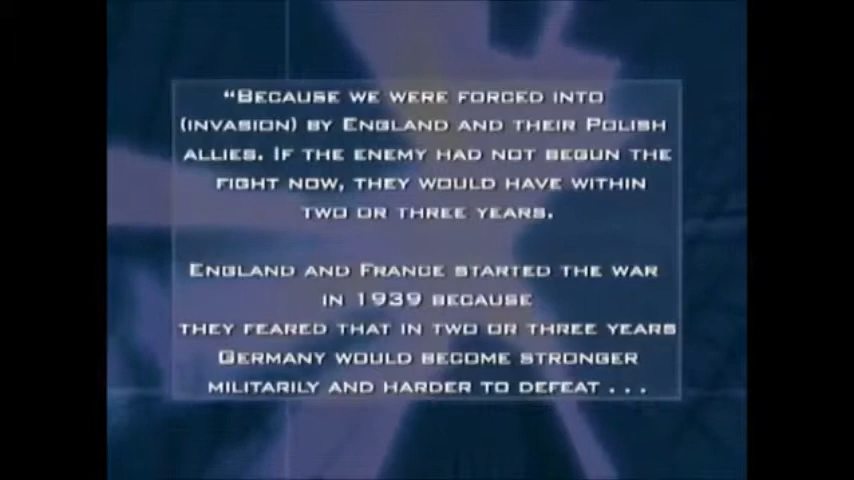 “BECAUSE WE WERE FORCED INTO
(INVASION) BY ENGLAND AND THEIR POLISH
ALLIES. IF THE ENEMY HAD NOT BEGUN THE
FIGHT NOW, THEY WOULD HAVE WITHIN
TWO OR THREE YEARS.
ENGLAND AND FRANCE STARTED THE WAR
IN 1939 BECAUSE
THEY FEARED THAT IN TWO OR THREE YEARS
GERMANY WOULD BECOME STRONGER
MILITARILY AND HARDER TO DEFEAT . . .